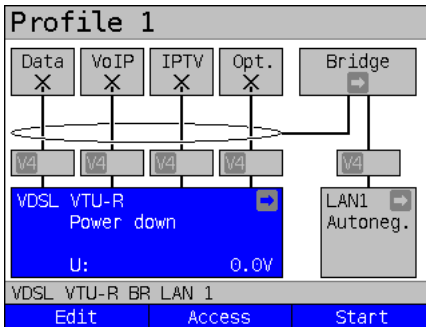 Profile 1
Data VoIP IPTV Opt. Bridge
V4 V4 V4 V4 V4
VDSL VTU-R LAN1
Power down Autoneg.
U: 0.0V
VDSL VTU-R BR LAN 1
Edit Access Start